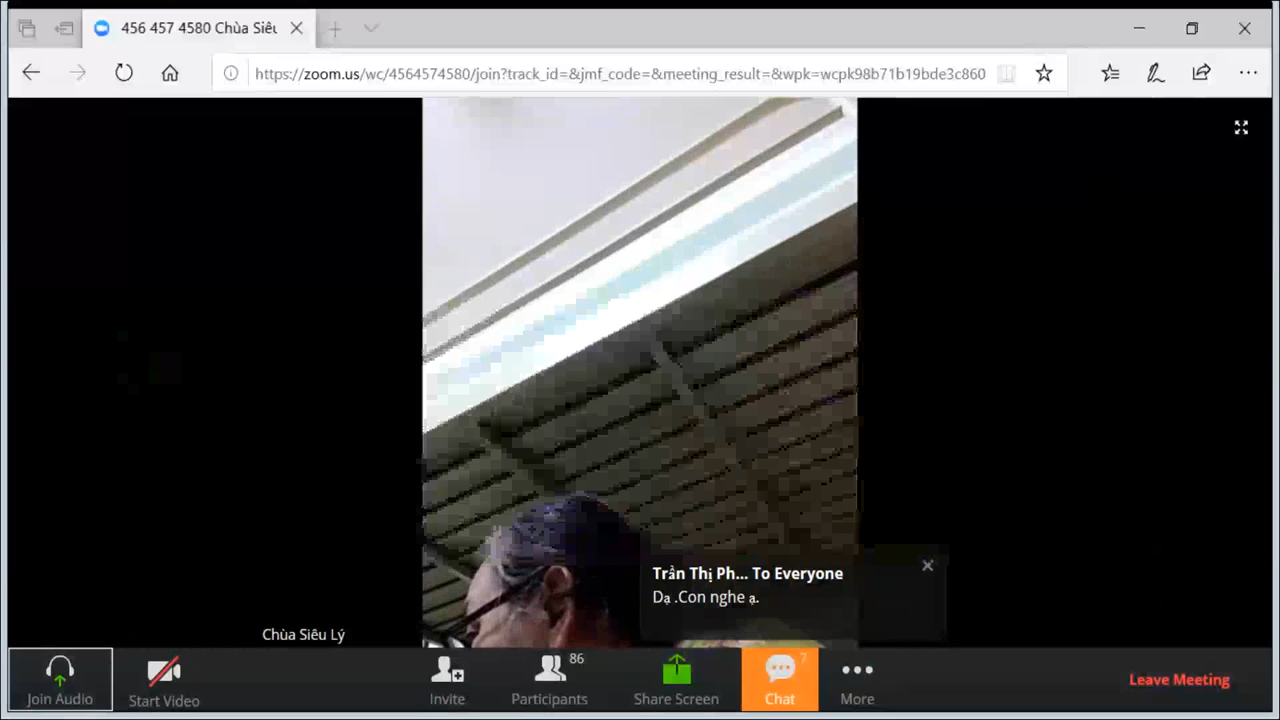 456 457 4580 Chùa Siêu
https://zoom.us/wc/4564574580/join?track_id=&jmf_code=&meeting_result=&wpk=wcpk98b71b19bde3c860
Trần Thị Ph... To Everyone
Dạ .Con nghe ạ.
Chùa Siêu Lý
86
7
Join Audio
Start Video
Invite
Participants
Share Screen
Chat
More
Leave Meeting